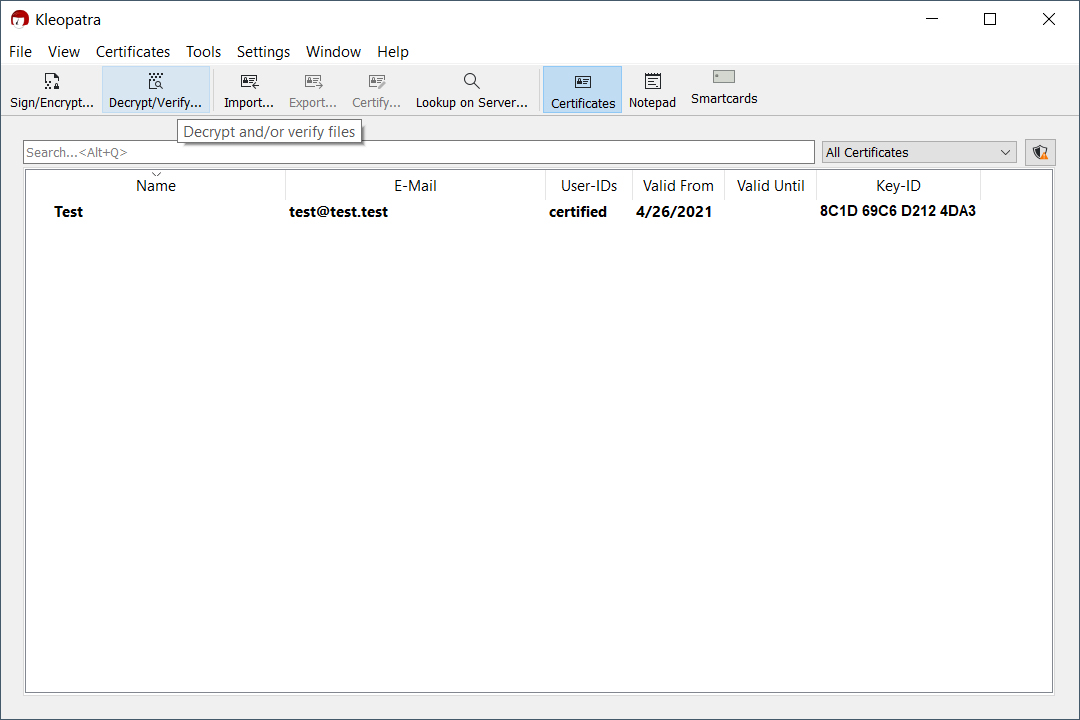 Kleopatra
File View Certificates Tools Settings Window Help
Sign/Encrypt... Decrypt/Verify... Import... Export... Certify... Lookup on Server... Certificates Notepad Smartcards
Decrypt and/or verify files
Search...<Alt+Q> All Certificates
Name E-Mail User-IDs Valid From Valid Until Key-ID
Test test@test.test certified 4/26/2021 8C1D 69C6 D212 4DA3